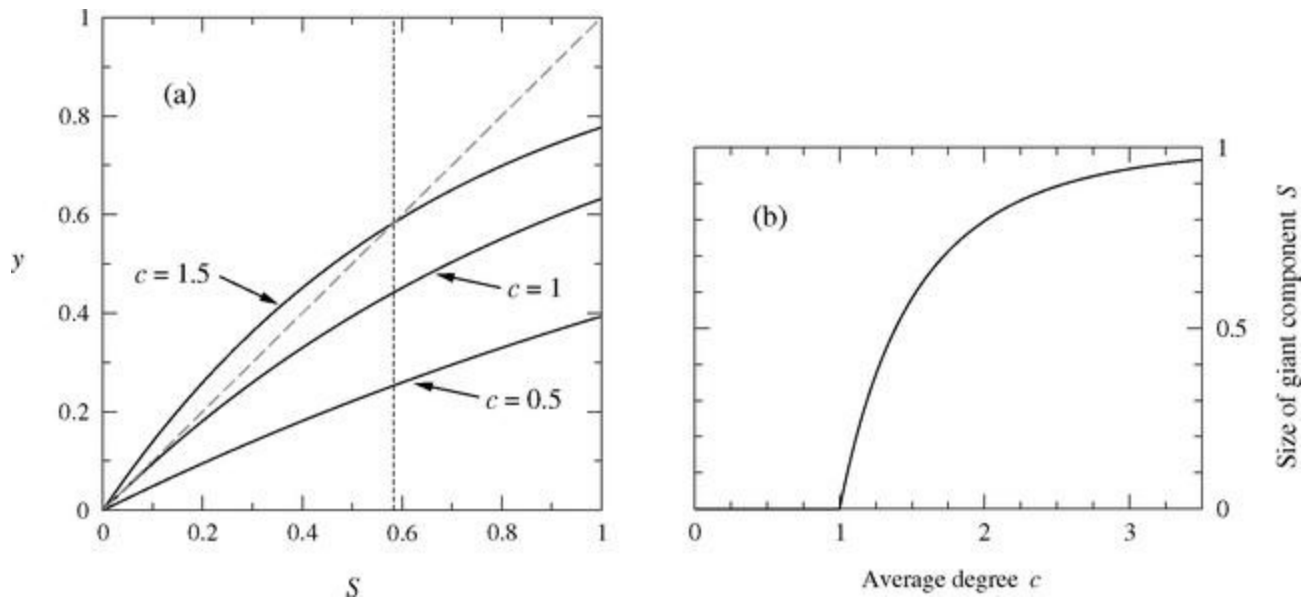 1
0.8
0.6
0.4
0.2
0
y
(a)
c = 1.5
c = 1
c = 0.5
0 0.2 0.4 0.6 0.8 1
S
(b)
1
0.5
0
Size of giant component S
0 1 2 3
Average degree c